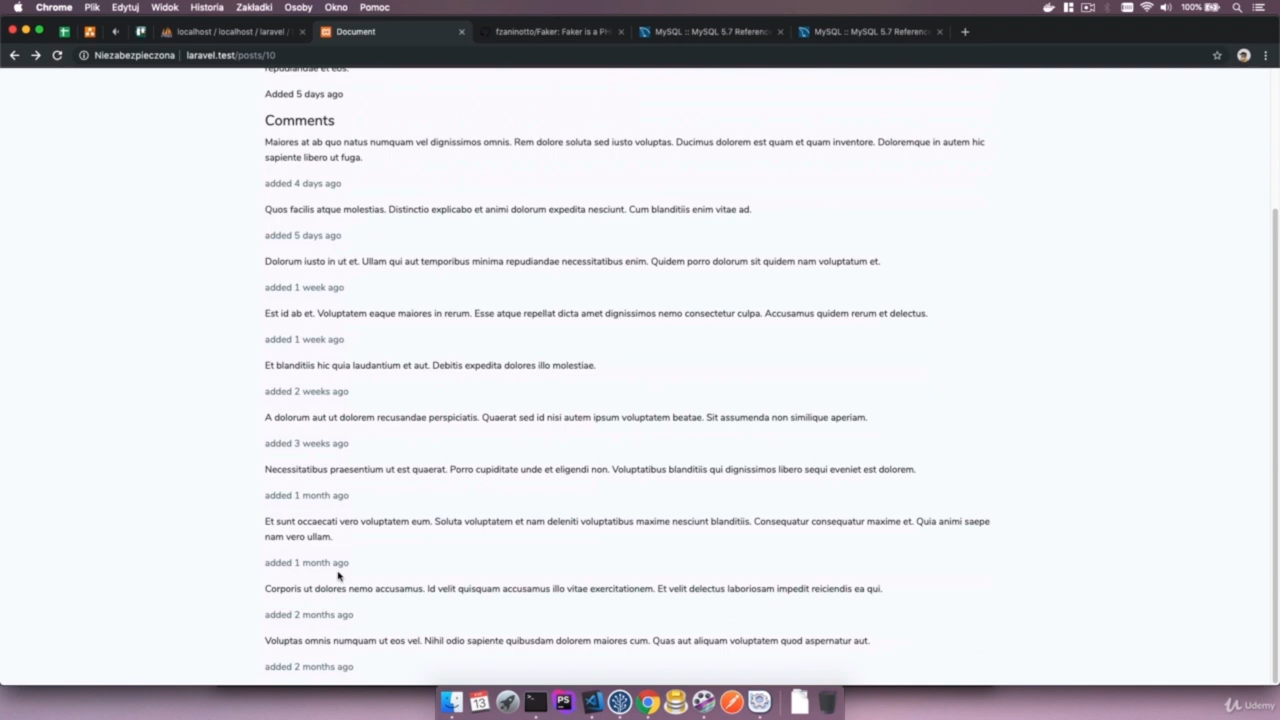 Chrome Plik Edytuj Widok Historia Zakładki Osoby Okno Pomoc 100%
localhost / localhost / laravel / Document fzaninotto/Faker: Faker is a PH MySQL :: MySQL 5.7 Referenc MySQL :: MySQL 5.7 Referenc
Niezabezpieczona laravel.test/posts/10
repudiandae et eos.
Added 5 days ago
Comments
Maiores at ab quo natus numquam vel dignissimos omnis. Rem dolore soluta sed iusto voluptas. Ducimus dolorem est quam et quam inventore. Doloremque in autem hic
sapiente libero ut fuga.
added 4 days ago
Quos facilis atque molestias. Distinctio explicabo et animi dolorum expedita nesciunt. Cum blanditiis enim vitae ad.
added 5 days ago
Dolorum iusto in ut et. Ullam qui aut temporibus minima repudiandae necessitatibus enim. Quidem porro dolorum sit quidem nam voluptatum et.
added 1 week ago
Est id ab et. Voluptatem eaque maiores in rerum. Esse atque repellat dicta amet dignissimos nemo consectetur culpa. Accusamus quidem rerum et delectus.
added 1 week ago
Et blanditiis hic quia laudantium et aut. Debitis expedita dolores illo molestiae.
added 2 weeks ago
A dolorum aut ut dolorem recusandae perspiciatis. Quaerat sed id nisi autem ipsum voluptatem beatae. Sit assumenda non similique aperiam.
added 3 weeks ago
Necessitatibus praesentium ut est quaerat. Porro cupiditate unde et eligendi non. Voluptatibus blanditiis qui dignissimos libero sequi eveniet est dolorem.
added 1 month ago
Et sunt occaecati vero voluptatem eum. Soluta voluptatem et nam deleniti voluptatibus maxime nesciunt blanditiis. Consequatur consequatur maxime et. Quia animi saepe
nam vero ullam.
added 1 month ago
Corporis ut dolores nemo accusamus. Id velit quisquam accusamus illo vitae exercitationem. Et velit delectus laboriosam impedit reiciendis ea qui.
added 2 months ago
Voluptas omnis numquam ut eos vel. Nihil odio sapiente quibusdam dolorem maiores cum. Quas aut aliquam voluptatem quod aspernatur aut.
added 2 months ago
13 PS
Udemy